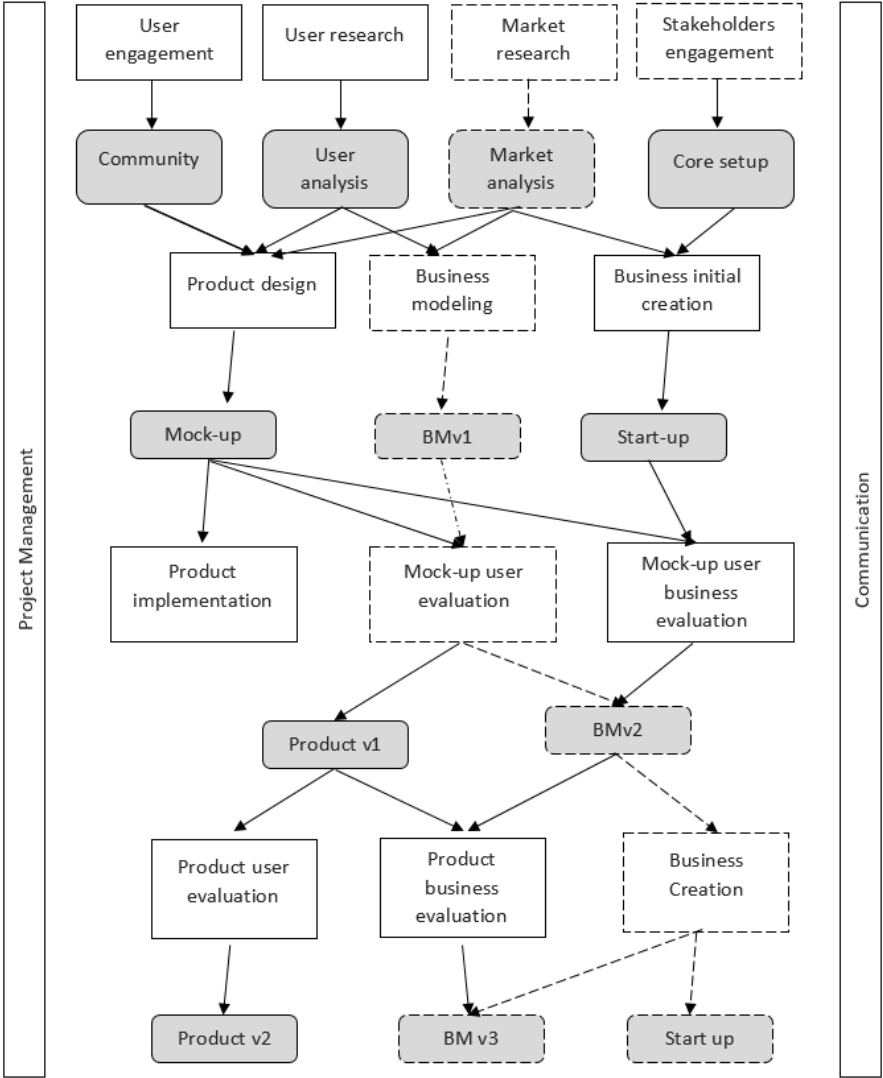 User
engagement
User research
Market
research
Stakeholders
engagement
Community
User
analysis
Market
analysis
Core setup
Product design
Business
modeling
Business initial
creation
Mock-up
BMv1
Start-up
Project Management
Communication
Product
implementation
Mock-up user
evaluation
Mock-up user
business
evaluation
Product v1
BMv2
Product user
evaluation
Product
business
evaluation
Business
Creation
Product v2
BM v3
Start up